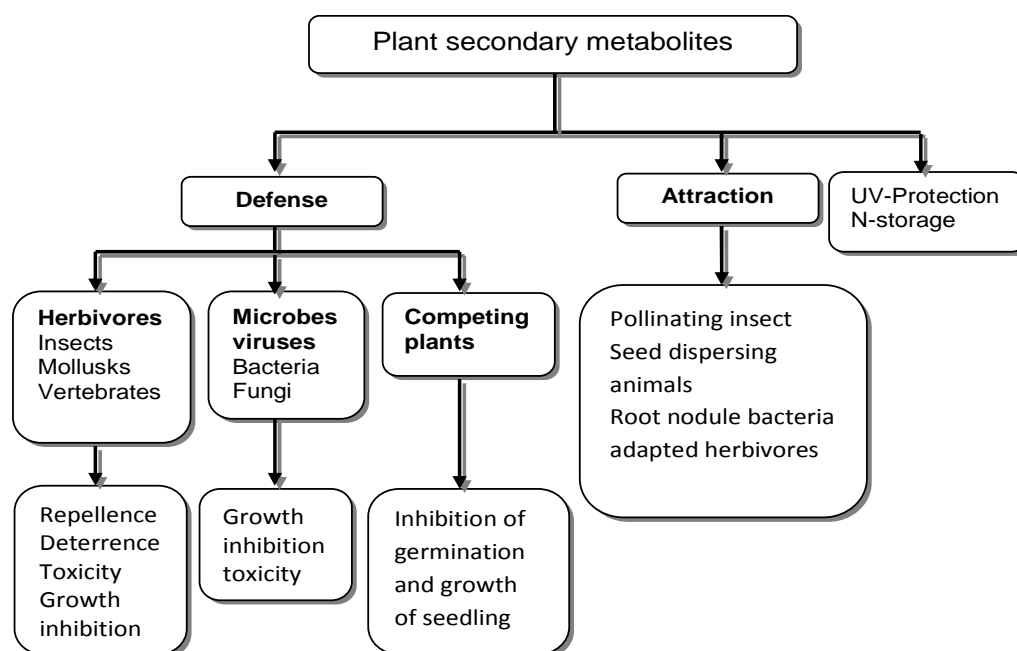 Plant secondary metabolites
Defense
Attraction
UV-Protection
N-storage
Herbivores
Insects
Mollusks
Vertebrates
Microbes
viruses
Bacteria
Fungi
Competing
plants
Pollinating insect
Seed dispersing
animals
Root nodule bacteria
adapted herbivores
Repellence
Deterrence
Toxicity
Growth
inhibition
Growth
inhibition
toxicity
Inhibition of
germination
and growth
of seedling